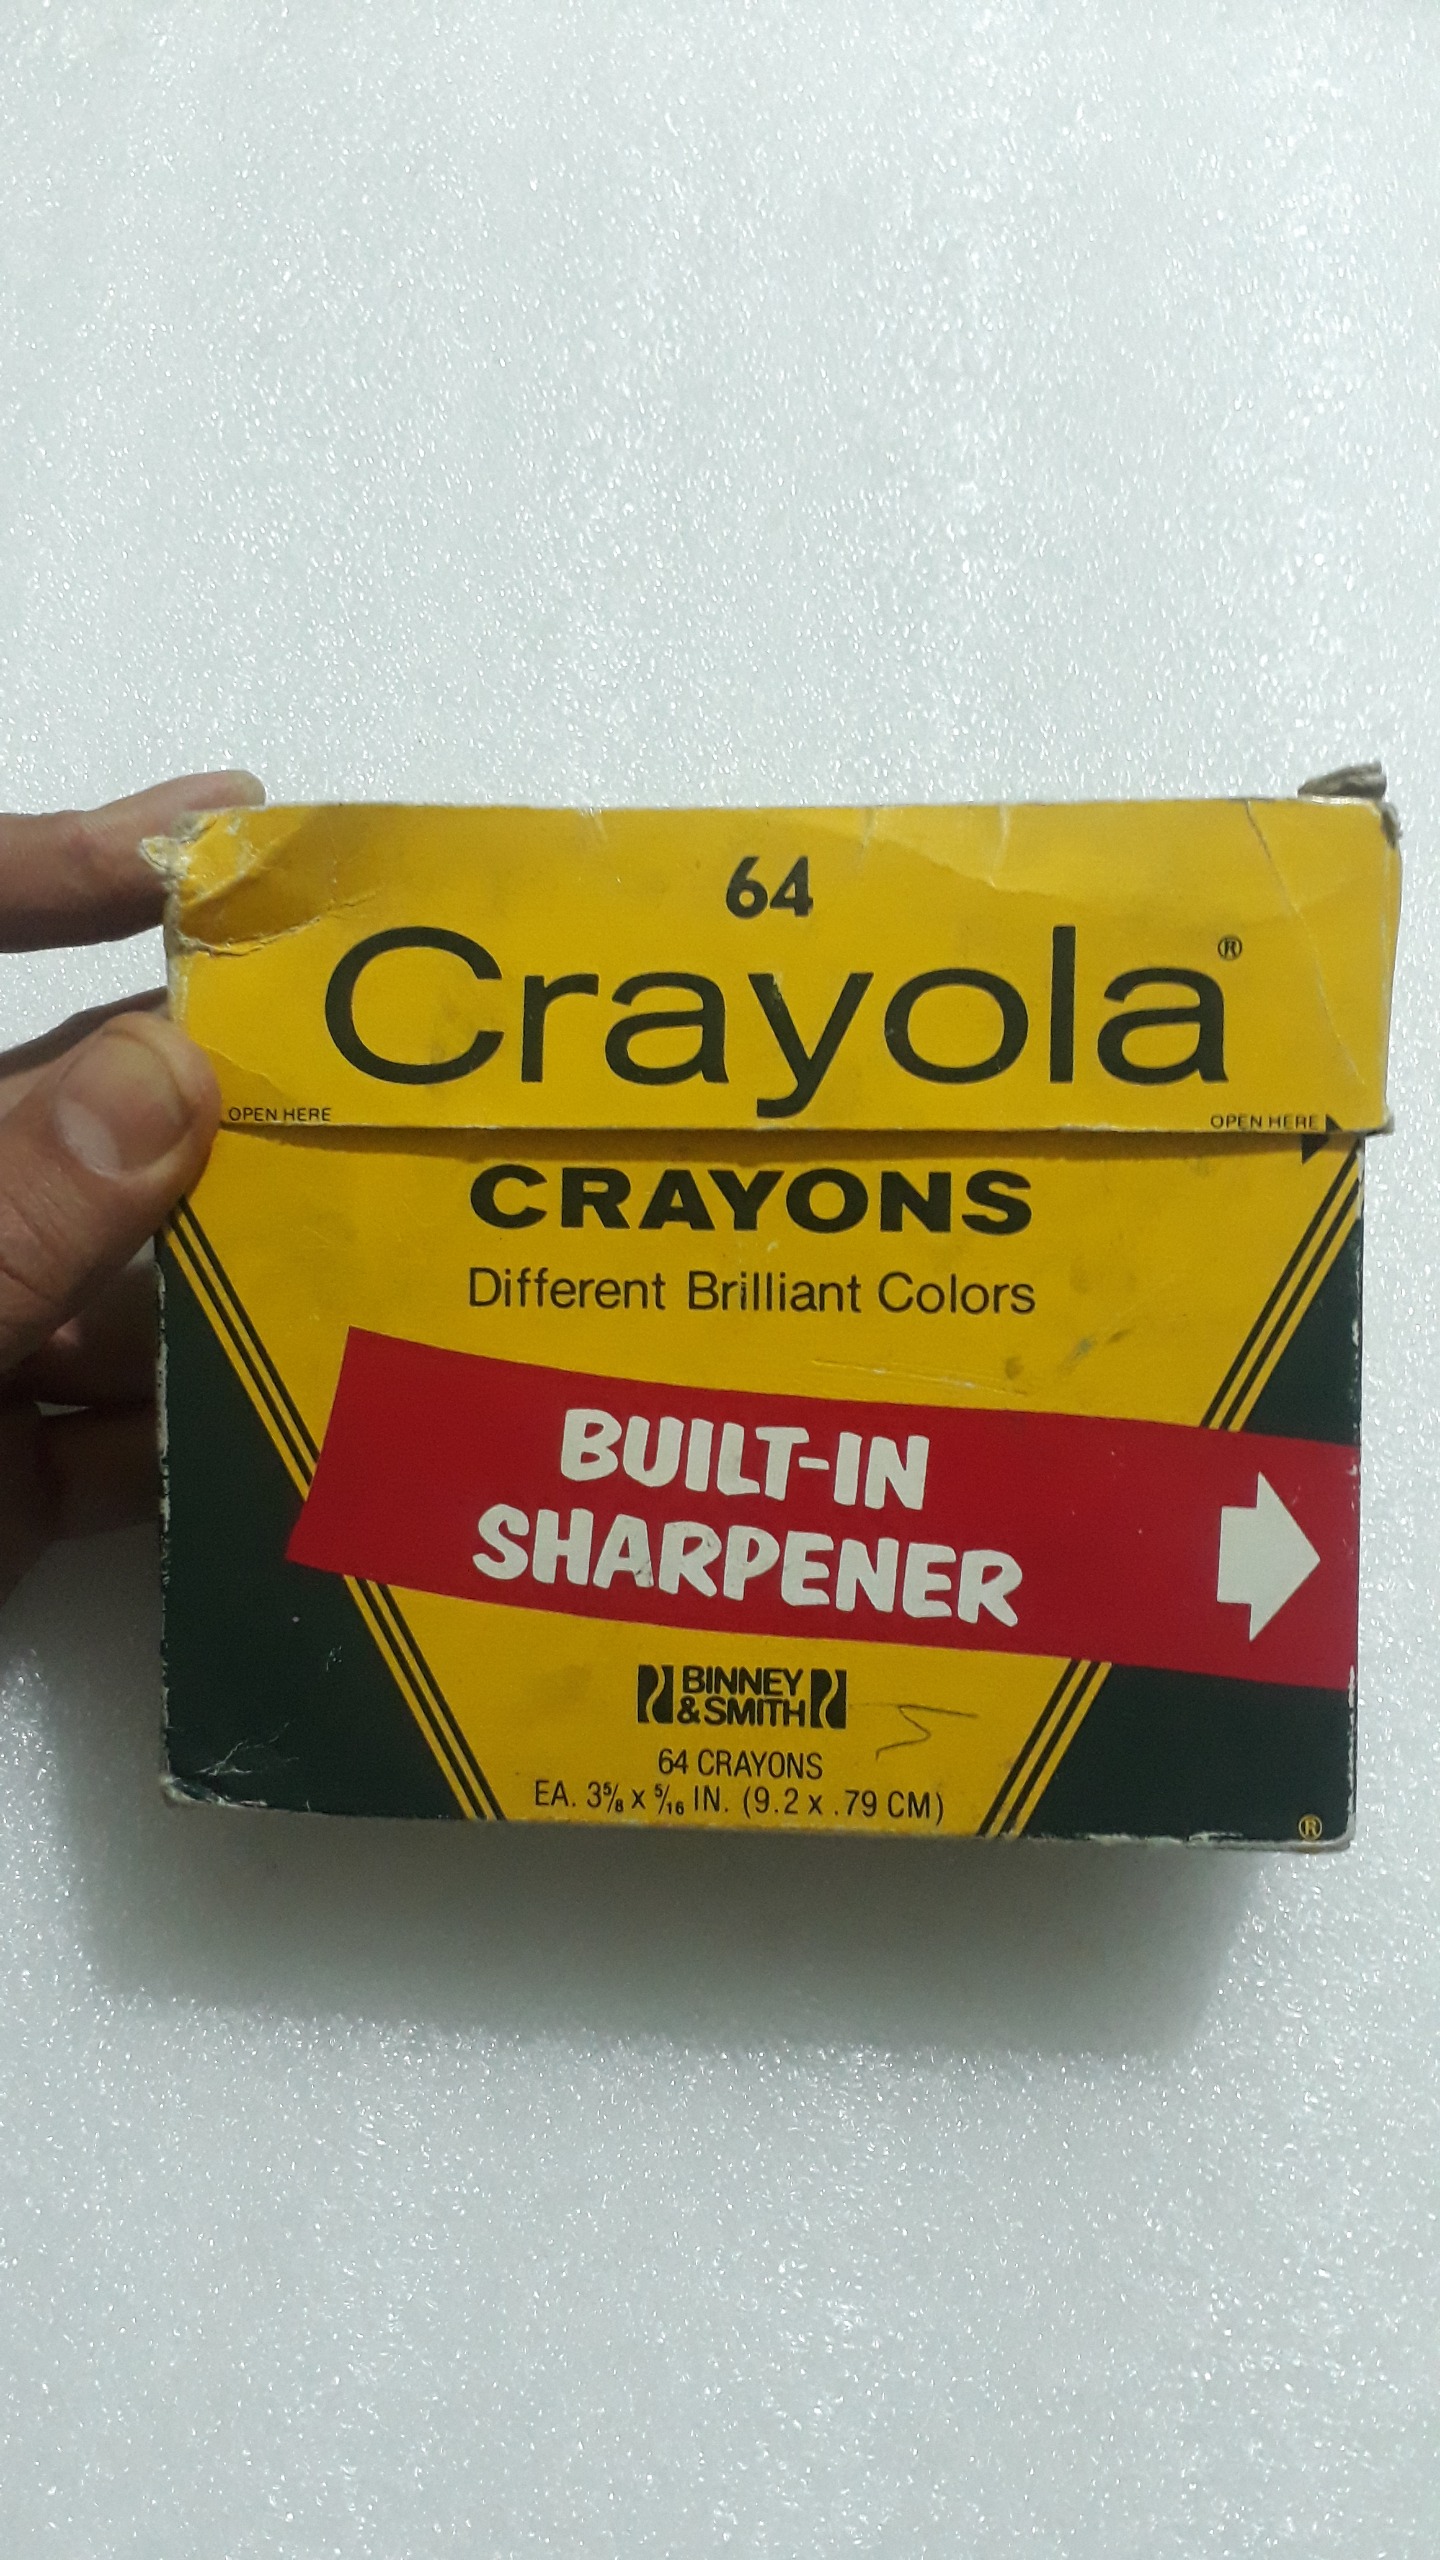 64
Crayola®
OPEN HERE OPEN HERE
CRAYONS
Different Brilliant Colors
BUILT-IN
SHARPENER
BINNEY
& SMITH
64 CRAYONS
EA. 3⅝ x 5/16 IN. (9.2 x .79 CM)
®